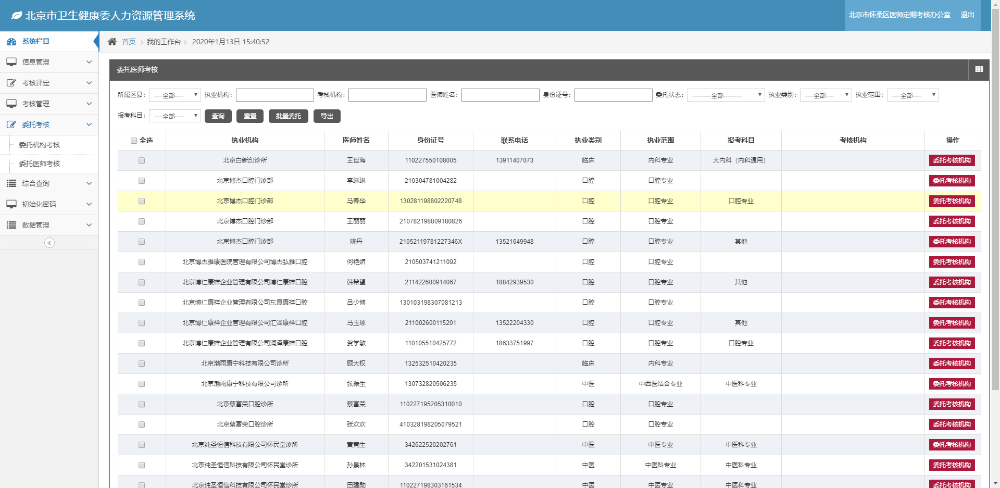 北京市卫生健康委人力资源管理系统
北京市怀柔区医师定期考核办公室 退出
系统栏目
信息管理
考核评定
考核管理
委托考核
委托机构考核
委托医师考核
综合查询
初始化密码
数据管理
首页 > 我的工作台 > 2020年1月13日 15:40:52
委托医师考核
所属区县: ----全部---- 执业机构: 考核机构: 医师姓名: 身份证号: 委托状态: ---------全部--------- 执业类别: ----全部---- 执业范围: ----全部----
报考科目: ----全部---- 查询 重置 批量委托 导出
全选 执业机构 医师姓名 身份证号 联系电话 执业类别 执业范围 报考科目 考核机构 操作
北京白新印诊所 王世海 110227550108005 13911407073 临床 内科专业 大内科（内科通用） 委托考核机构
北京博杰口腔门诊部 李琳琳 210304781004282 口腔 口腔专业 委托考核机构
北京博杰口腔门诊部 马春华 130281198802220748 口腔 口腔专业 口腔专业 委托考核机构
北京博杰口腔门诊部 王丽丽 210782198809180826 口腔 口腔专业 委托考核机构
北京博杰口腔门诊部 姚丹 21052119781227346X 13521649948 口腔 口腔专业 其他 委托考核机构
北京博杰雅康医院管理有限公司博杰弘雅口腔 何艳娇 210503741211092 口腔 口腔专业 委托考核机构
北京博仁康祥企业管理有限公司博仁康祥口腔 韩希望 211422600914067 18842939530 口腔 口腔专业 其他 委托考核机构
北京博仁康祥企业管理有限公司东晟康祥口腔 吕少博 130103198307081213 口腔 口腔专业 委托考核机构
北京博仁康祥企业管理有限公司汇泽康祥口腔 马玉琢 211002600115201 13522204330 口腔 口腔专业 其他 委托考核机构
北京博仁康祥企业管理有限公司润泽康祥口腔 贺学敏 110105510425772 18633751997 口腔 口腔专业 口腔专业 委托考核机构
北京渤雨康宁科技有限公司诊所 顾大权 132532510420235 临床 内科专业 委托考核机构
北京渤雨康宁科技有限公司诊所 张振生 130732820506235 中医 中西医结合专业 中医科专业 委托考核机构
北京蔡富荣口腔诊所 蔡富荣 110227195205310010 口腔 口腔专业 委托考核机构
北京蔡富荣口腔诊所 张欢欢 410328198205079521 口腔 口腔专业 委托考核机构
北京纯圣恒信科技有限公司怀民堂诊所 黄竞生 342622520202761 中医 中医专业 中医科专业 委托考核机构
北京纯圣恒信科技有限公司怀民堂诊所 孙景林 342201531024381 中医 中医科专业 中医科专业 委托考核机构
北京纯圣恒信科技有限公司怀民堂诊所 田建勋 110227198303161534 中医 中医专业 中医科专业 委托考核机构